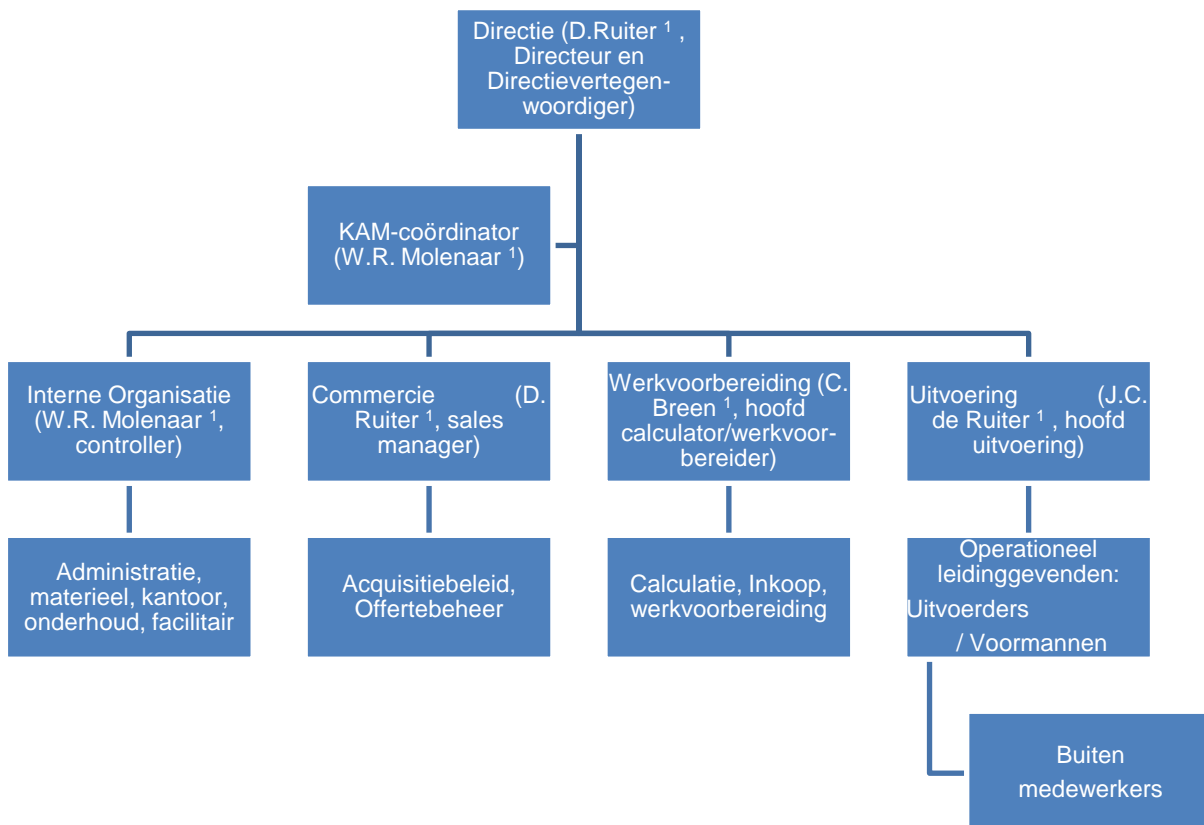 Directie (D.Ruiter ¹ ,
Directeur en
Directievertegen-
woordiger)
KAM-coördinator
(W.R. Molenaar ¹)
Interne Organisatie
(W.R. Molenaar ¹,
controller)
Commercie (D.
Ruiter ¹, sales
manager)
Werkvoorbereiding (C.
Breen ¹, hoofd
calculator/werkvoor-
bereider)
Uitvoering (J.C.
de Ruiter ¹ , hoofd
uitvoering)
Administratie,
materieel, kantoor,
onderhoud, facilitair
Acquisitiebeleid,
Offertebeheer
Calculatie, Inkoop,
werkvoorbereiding
Operationeel
leidinggevenden:
Uitvoerders
/ Voormannen
Buiten
medewerkers